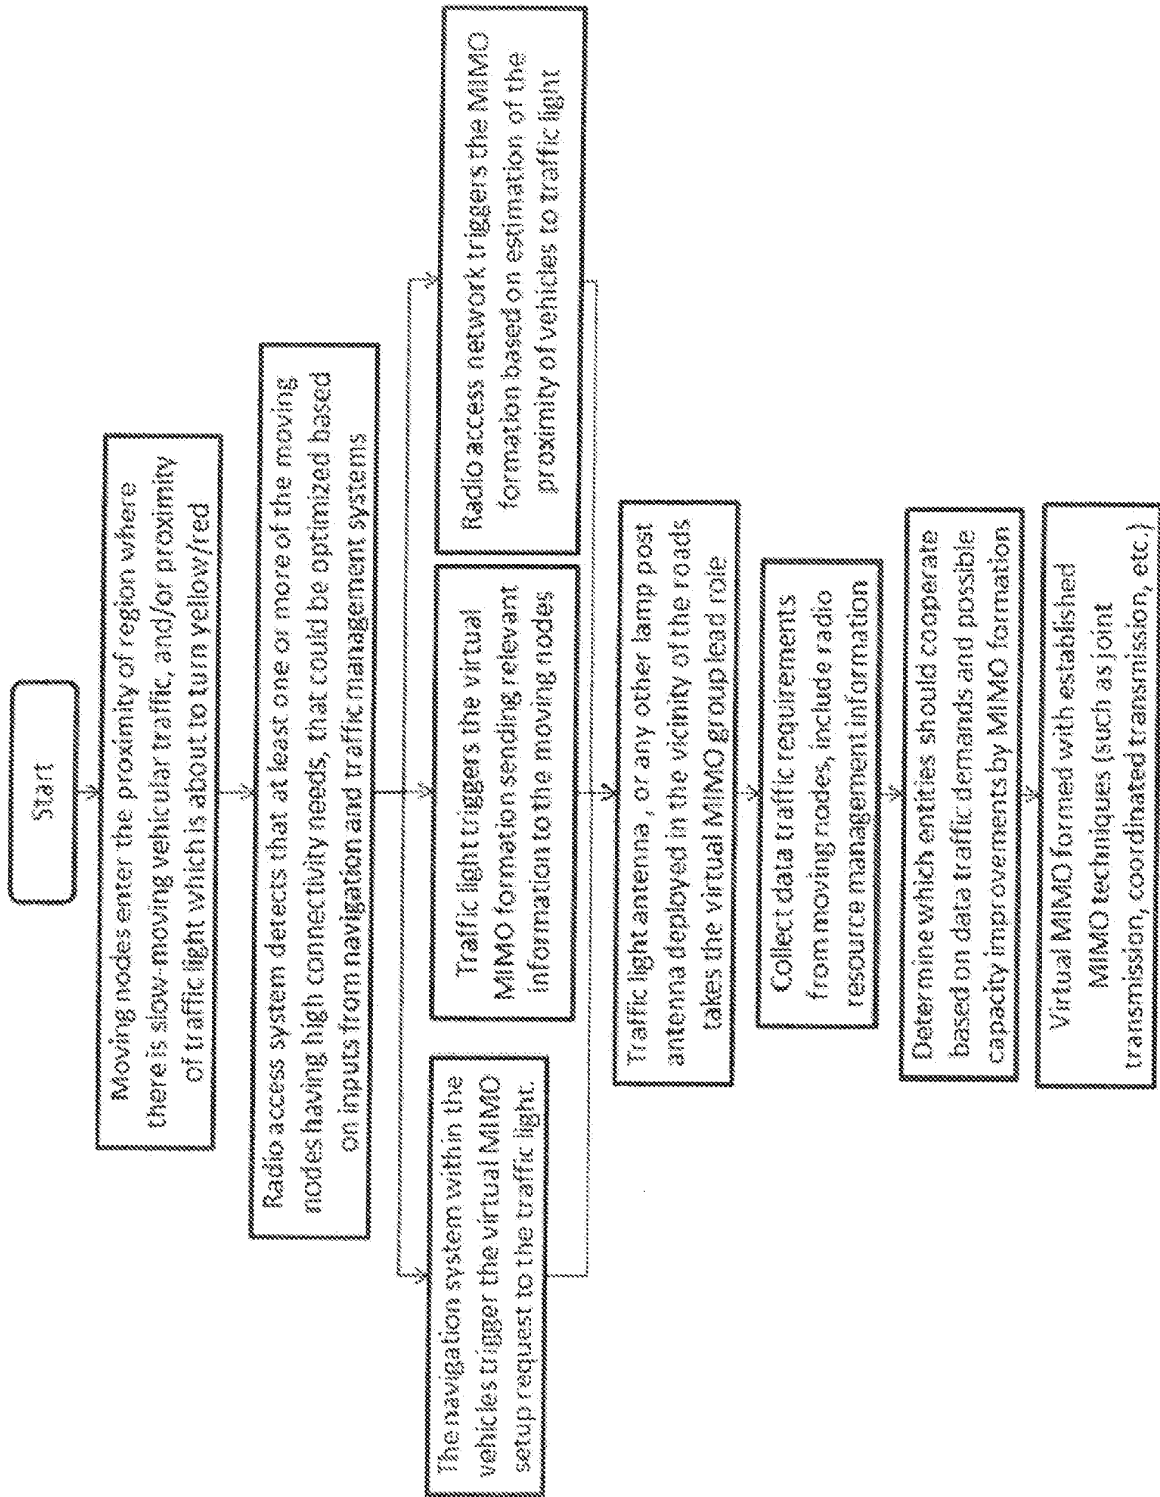 Start
Moving nodes enter the proximity of region where
there is slow-moving vehicular traffic, and/or proximity
of traffic light which is about to turn yellow/red
Radio access system detects that at least one or more of the moving
nodes having high connectivity needs, that could be optimized based
on inputs from navigation and traffic management systems
The navigation system within the
vehicles trigger the virtual MIMO
setup request to the traffic light.
Traffic light triggers the virtual
MIMO formation sending relevant
information to the moving nodes
Radio access network triggers the MIMO
formation based on estimation of the
proximity of vehicles to traffic light
Traffic light antenna , or any other lamp post
antenna deployed in the vicinity of the roads
takes the virtual MIMO group lead role
Collect data traffic requirements
from moving nodes, include radio
resource management information
Determine which entities should cooperate
based on data traffic demands and possible
capacity improvements by MIMO formation
Virtual MIMO formed with established
MIMO techniques (such as joint
transmission, coordinated transmission, etc.)